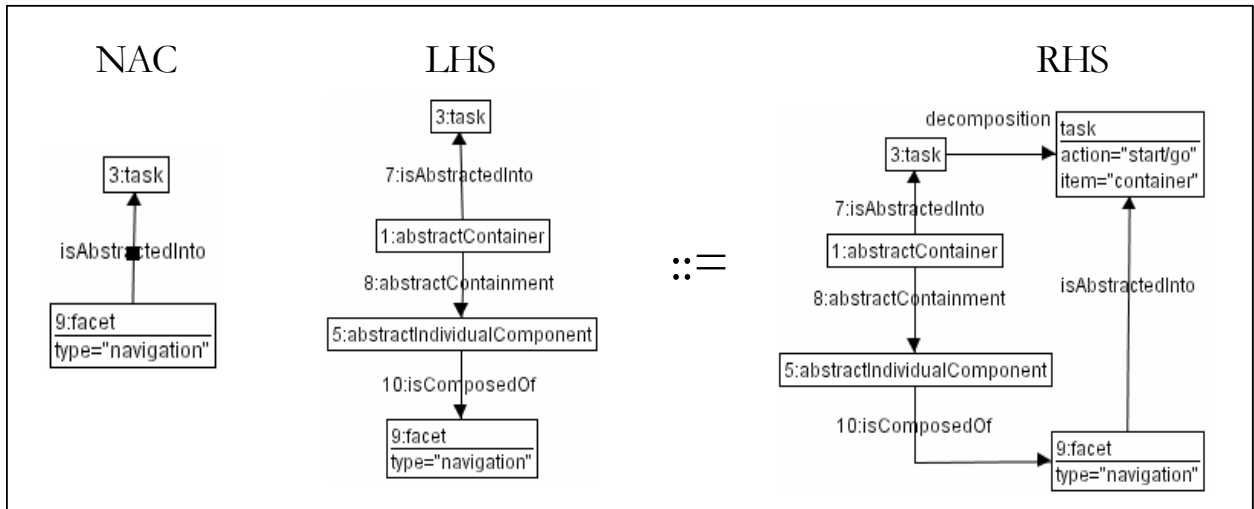 NAC
3:task
isAbstractedInto
9:facet
type="navigation"
LHS
3:task
7:isAbstractedInto
1:abstractContainer
8:abstractContainment
5:abstractIndividualComponent
10:isComposedOf
9:facet
type="navigation"
::=
RHS
decomposition
task
action="start/go"
item="container"
3:task
7:isAbstractedInto
1:abstractContainer
isAbstractedInto
8:abstractContainment
5:abstractIndividualComponent
10:isComposedOf
9:facet
type="navigation"